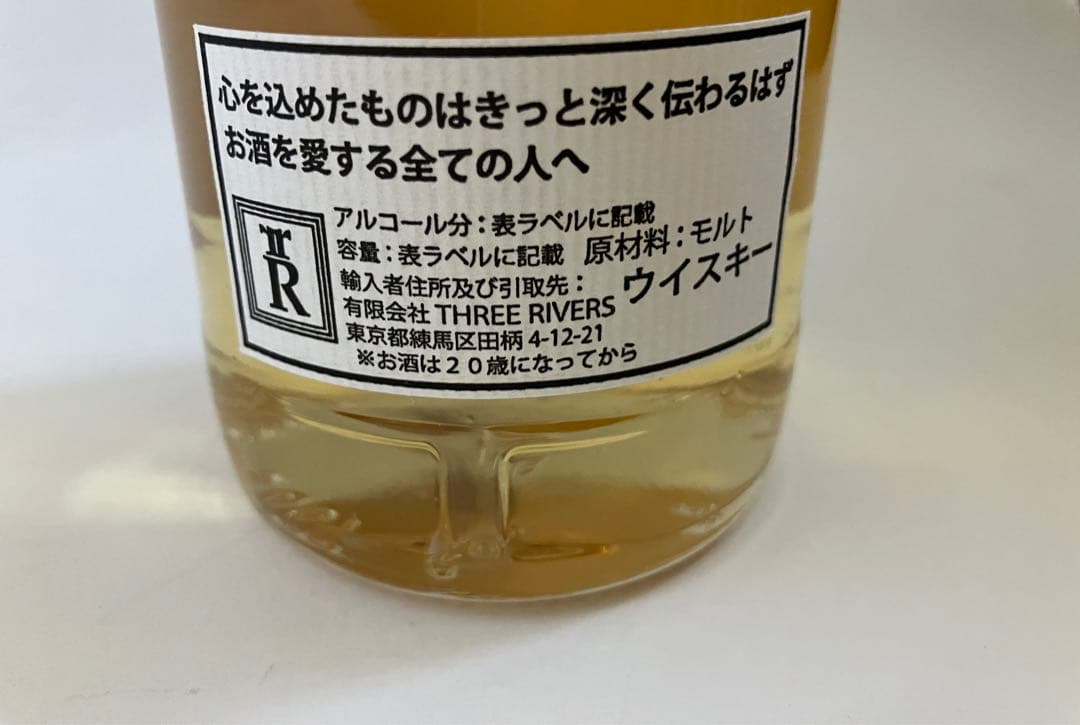 心を込めたものはきっと深く伝わるはず
お酒を愛する全ての人へ
TR
アルコール分：表ラベルに記載
容量：表ラベルに記載 原材料：モルト
輸入者住所及び引取先： ウイスキー
有限会社 THREE RIVERS
東京都練馬区田柄 4-12-21
※お酒は２０歳になってから